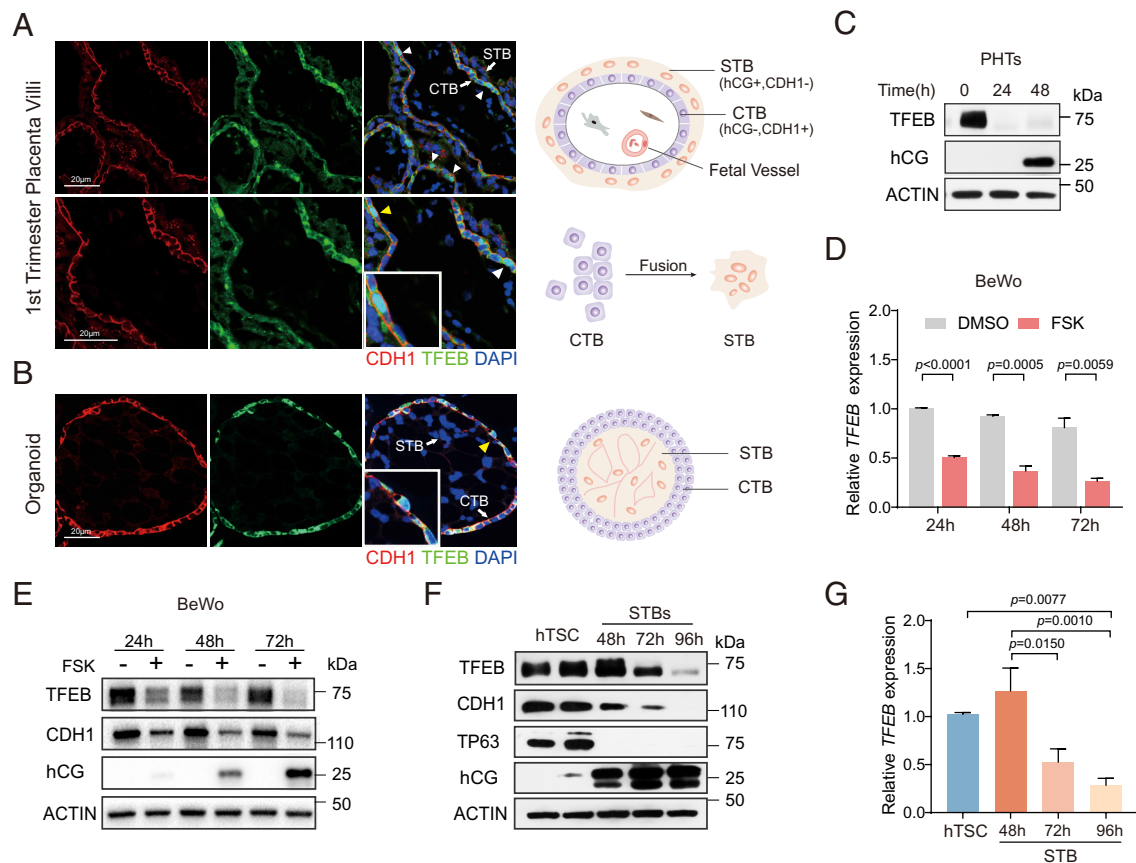 A
1st Trimester Placenta Villi
STB
CTB
20μm
20μm
CDH1 TFEB DAPI
STB
(hCG+,CDH1-)
CTB
(hCG-,CDH1+)
Fetal Vessel
Fusion
CTB
STB
B
Organoid
STB
CTB
20μm
CDH1 TFEB DAPI
STB
CTB
C
PHTs
Time(h) 0 24 48 kDa
TFEB 75
hCG 25
ACTIN 50
D
BeWo
Relative TFEB expression
DMSO FSK
2.0
1.5
1.0
0.5
0.0
p<0.0001 p=0.0005 p=0.0059
24h 48h 72h
E
BeWo
24h 48h 72h
FSK - + - + - + kDa
TFEB 75
CDH1 110
hCG 25
ACTIN 50
F
STBs
hTSC 48h 72h 96h kDa
TFEB 75
CDH1 110
TP63 75
hCG 25
ACTIN 50
G
Relative TFEB expression
2.0
1.5
1.0
0.5
0.0
p=0.0077
p=0.0010
p=0.0150
hTSC 48h 72h 96h
STB